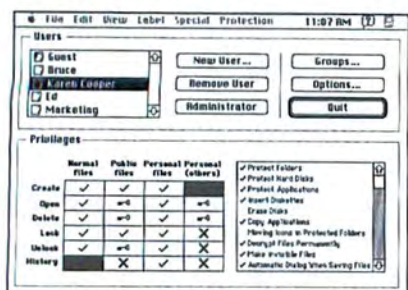 File Edit View Label Special Protection 11:07 AM
Users
Guest
Bruce
Karen Cooper
Ed
Marketing
New User...
Remove User
Administrator
Groups...
Options...
Quit
Privileges
Normal files Public files Personal files Personal (others)
Create
Open
Delete
Lock
Unlock
History
Protect Folders
Protect Hard Disks
Protect Applications
Insert Diskettes
Erase Disks
Copy Applications
Moving Icons in Protected Folders
Decrypt Files Permanently
Make Invisible Files
Automatic Dialog When Saving Files